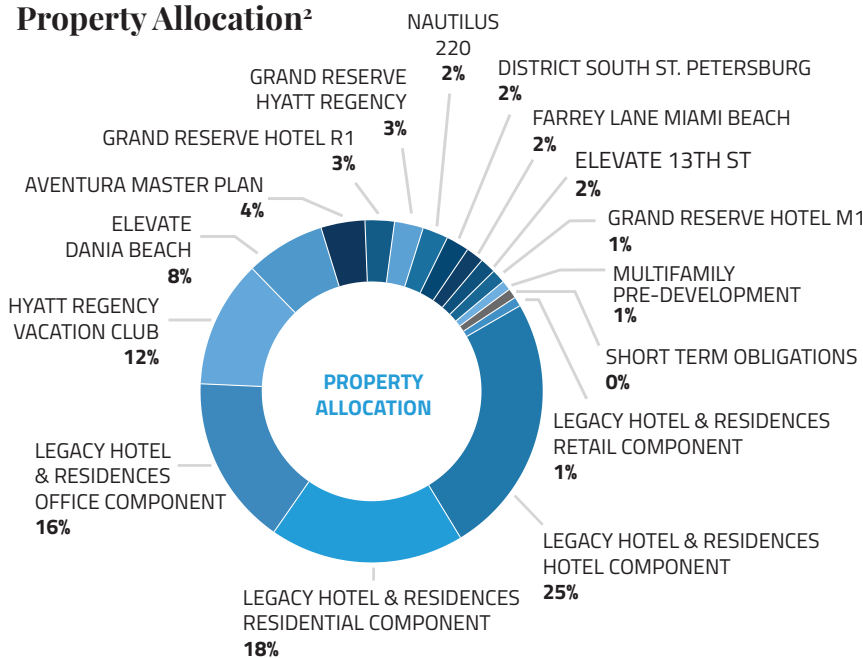 Property Allocation²
NAUTILUS
220
2%
DISTRICT SOUTH ST. PETERSBURG
2%
GRAND RESERVE
HYATT REGENCY
3%
FARREY LANE MIAMI BEACH
2%
GRAND RESERVE HOTEL R1
3%
ELEVATE 13TH ST
2%
AVENTURA MASTER PLAN
4%
GRAND RESERVE HOTEL M1
1%
ELEVATE
DANIA BEACH
8%
MULTIFAMILY
PRE-DEVELOPMENT
1%
HYATT REGENCY
VACATION CLUB
12%
SHORT TERM OBLIGATIONS
0%
PROPERTY
ALLOCATION
LEGACY HOTEL & RESIDENCES
RETAIL COMPONENT
1%
LEGACY HOTEL
& RESIDENCES
OFFICE COMPONENT
16%
LEGACY HOTEL & RESIDENCES
HOTEL COMPONENT
25%
LEGACY HOTEL & RESIDENCES
RESIDENTIAL COMPONENT
18%